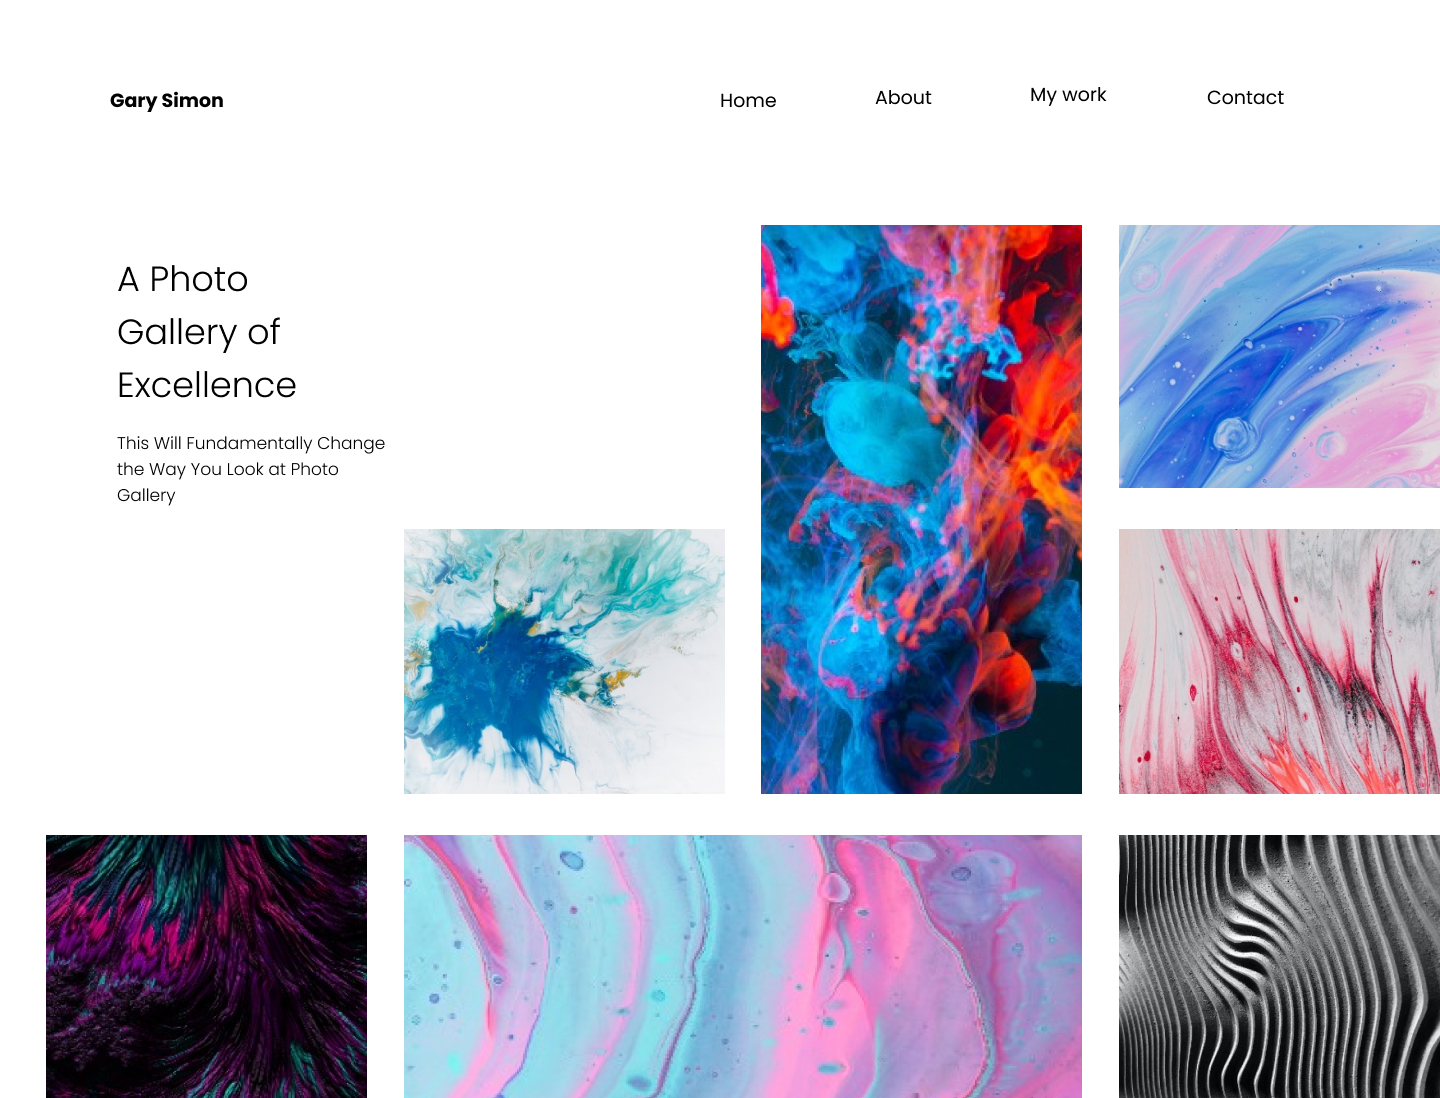 Gary Simon
Home
About
My work
Contact
A Photo
Gallery of
Excellence
This Will Fundamentally Change
the Way You Look at Photo
Gallery